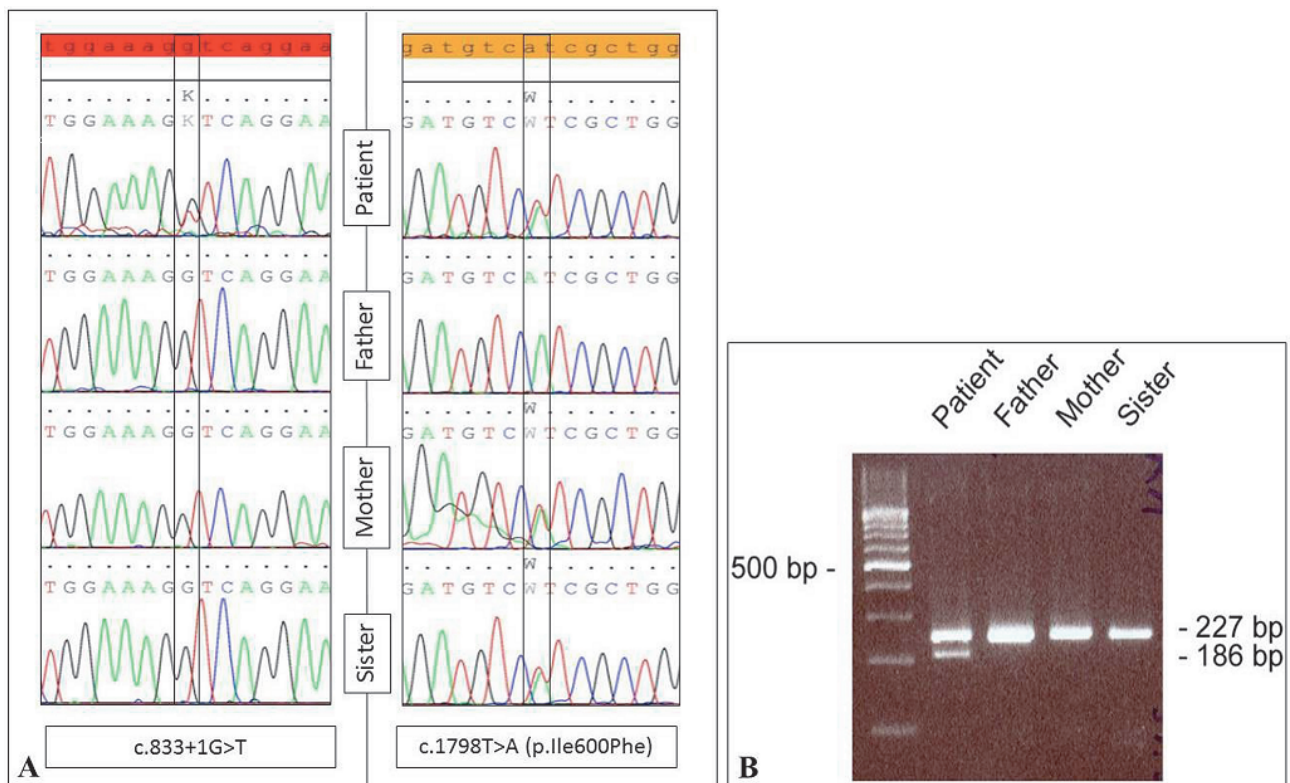 tggaaaggtcaggaa
K
TGGAAAGKTCAGGAA
TGGAAAGGTCAGGAA
TGGAAAGGTCAGGAA
TGGAAAGGTCAGGAA
c.833+1G>T
Patient
Father
Mother
Sister
gatgtcatcgctgg
W
GATGTCWTCGCTGG
GATGTCATCGCTGG
W
GATGTCWTCGCTGG
W
GATGTCWTCGCTGG
c.1798T>A (p.Ile600Phe)
A
Patient
Father
Mother
Sister
500 bp -
- 227 bp
- 186 bp
B